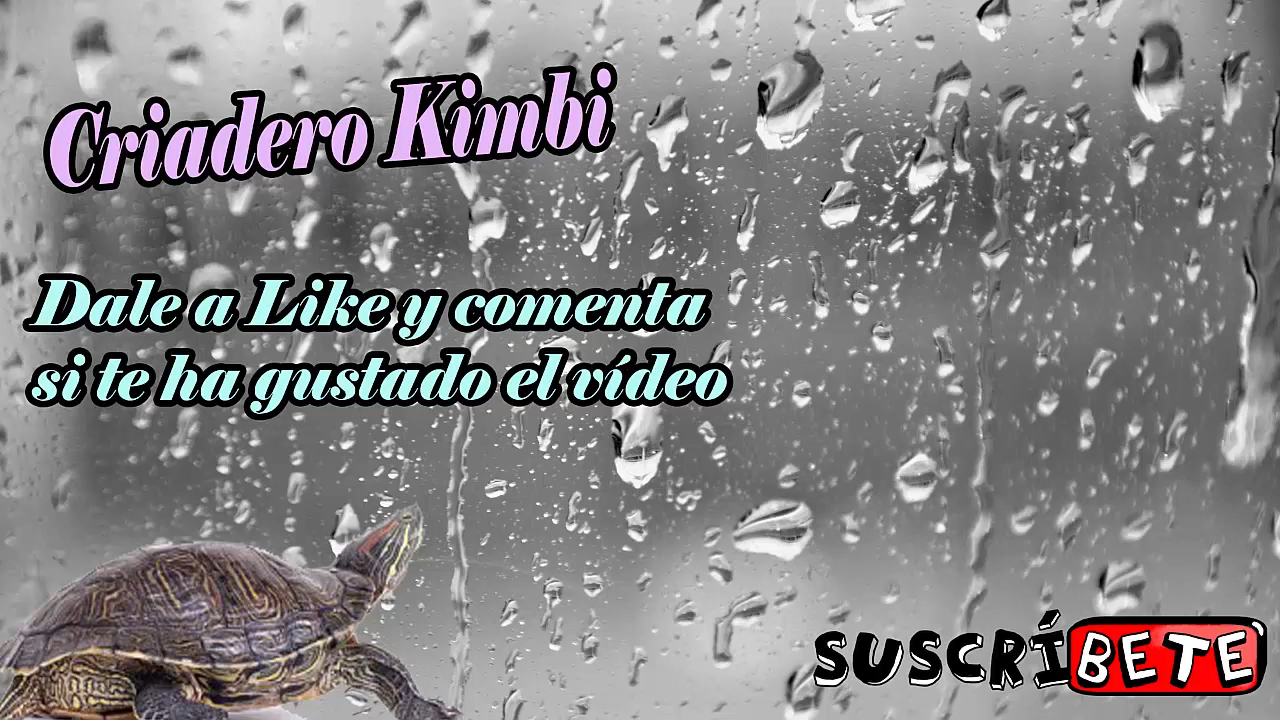 Criadero Kimbi
Dale a Like y comenta
si te ha gustado el vídeo
SUSCRÍBETE